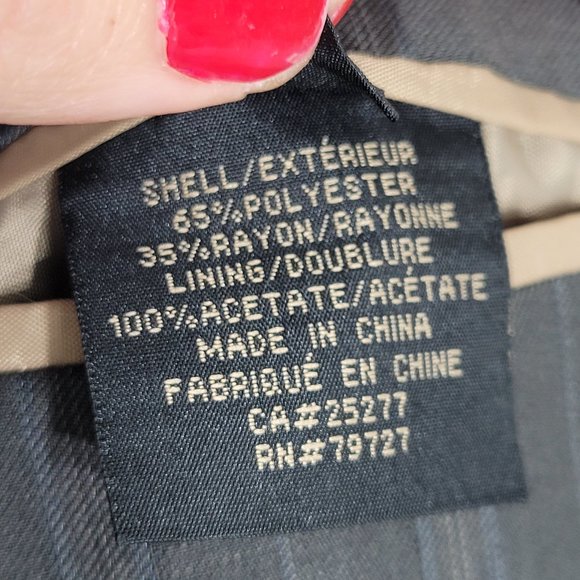 SHELL/EXTÉRIEUR
65%POLYESTER
35%RAYON/RAYONNE
LINING/DOUBLURE
100%ACETATE/ACÉTATE
MADE IN CHINA
FABRIQUÉ EN CHINE
CA#25277
RN#79727